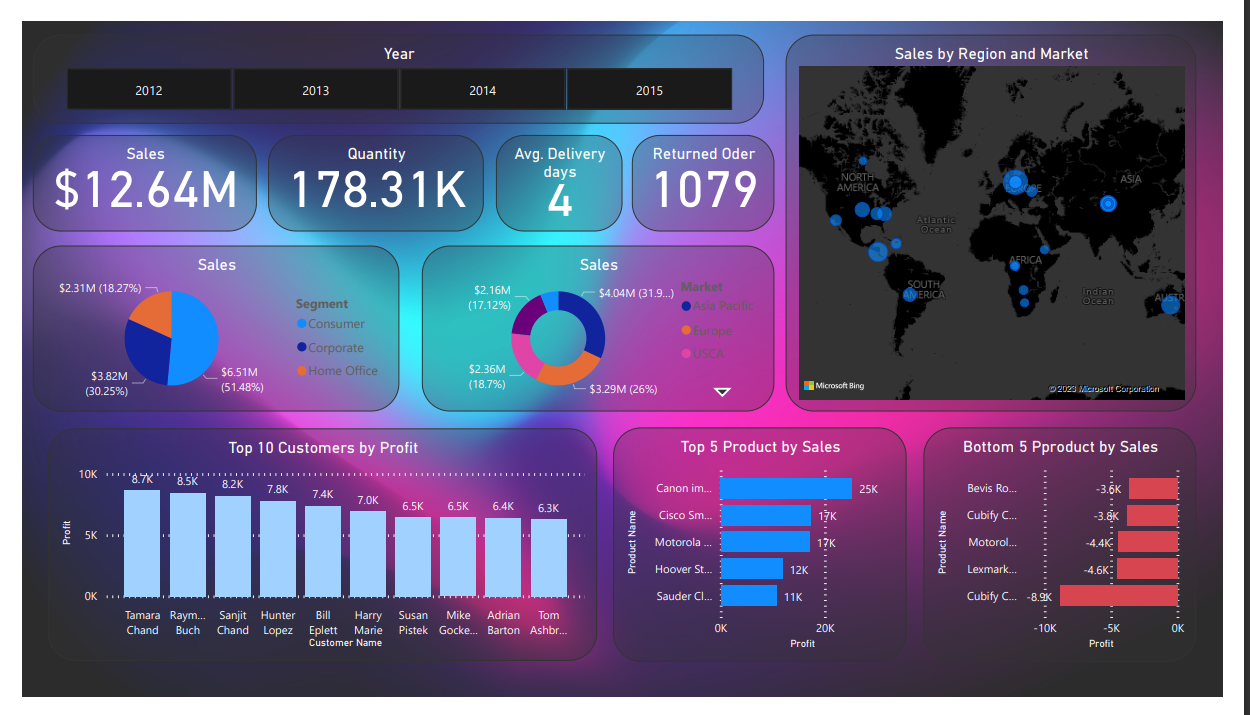 Year
2012
2013
2014
2015
Sales
$12.64M
Quantity
178.31K
Avg. Delivery
days
4
Returned Oder
1079
Sales by Region and Market
NORTH
AMERICA
EUROPE
ASIA
Atlantic
Ocean
AFRICA
SOUTH
AMERICA
Indian
Ocean
AUSTR
Microsoft Bing
© 2023 Microsoft Corporation
Sales
$2.31M (18.27%)
$3.82M
(30.25%)
$6.51M
(51.48%)
Segment
Consumer
Corporate
Home Office
Sales
$2.16M
(17.12%)
$4.04M (31.9...)
$2.36M
(18.7%)
$3.29M (26%)
Market
Asia Pacific
Europe
USCA
Top 10 Customers by Profit
Profit
10K
5K
0K
8.7K
8.5K
8.2K
7.8K
7.4K
7.0K
6.5K
6.5K
6.4K
6.3K
Tamara
Chand
Raym...
Buch
Sanjit
Chand
Hunter
Lopez
Bill
Eplett
Harry
Marie
Susan
Pistek
Mike
Gocke...
Adrian
Barton
Tom
Ashbr...
Customer Name
Top 5 Product by Sales
Product Name
Canon im...
25K
Cisco Sm...
17K
Motorola ...
17K
Hoover St...
12K
Sauder Cl...
11K
0K
20K
Profit
Bottom 5 Pproduct by Sales
Product Name
Bevis Ro...
-3.6K
Cubify C...
-3.8K
Motorol...
-4.4K
Lexmark...
-4.6K
Cubify C...
-8.9K
-10K
-5K
0K
Profit